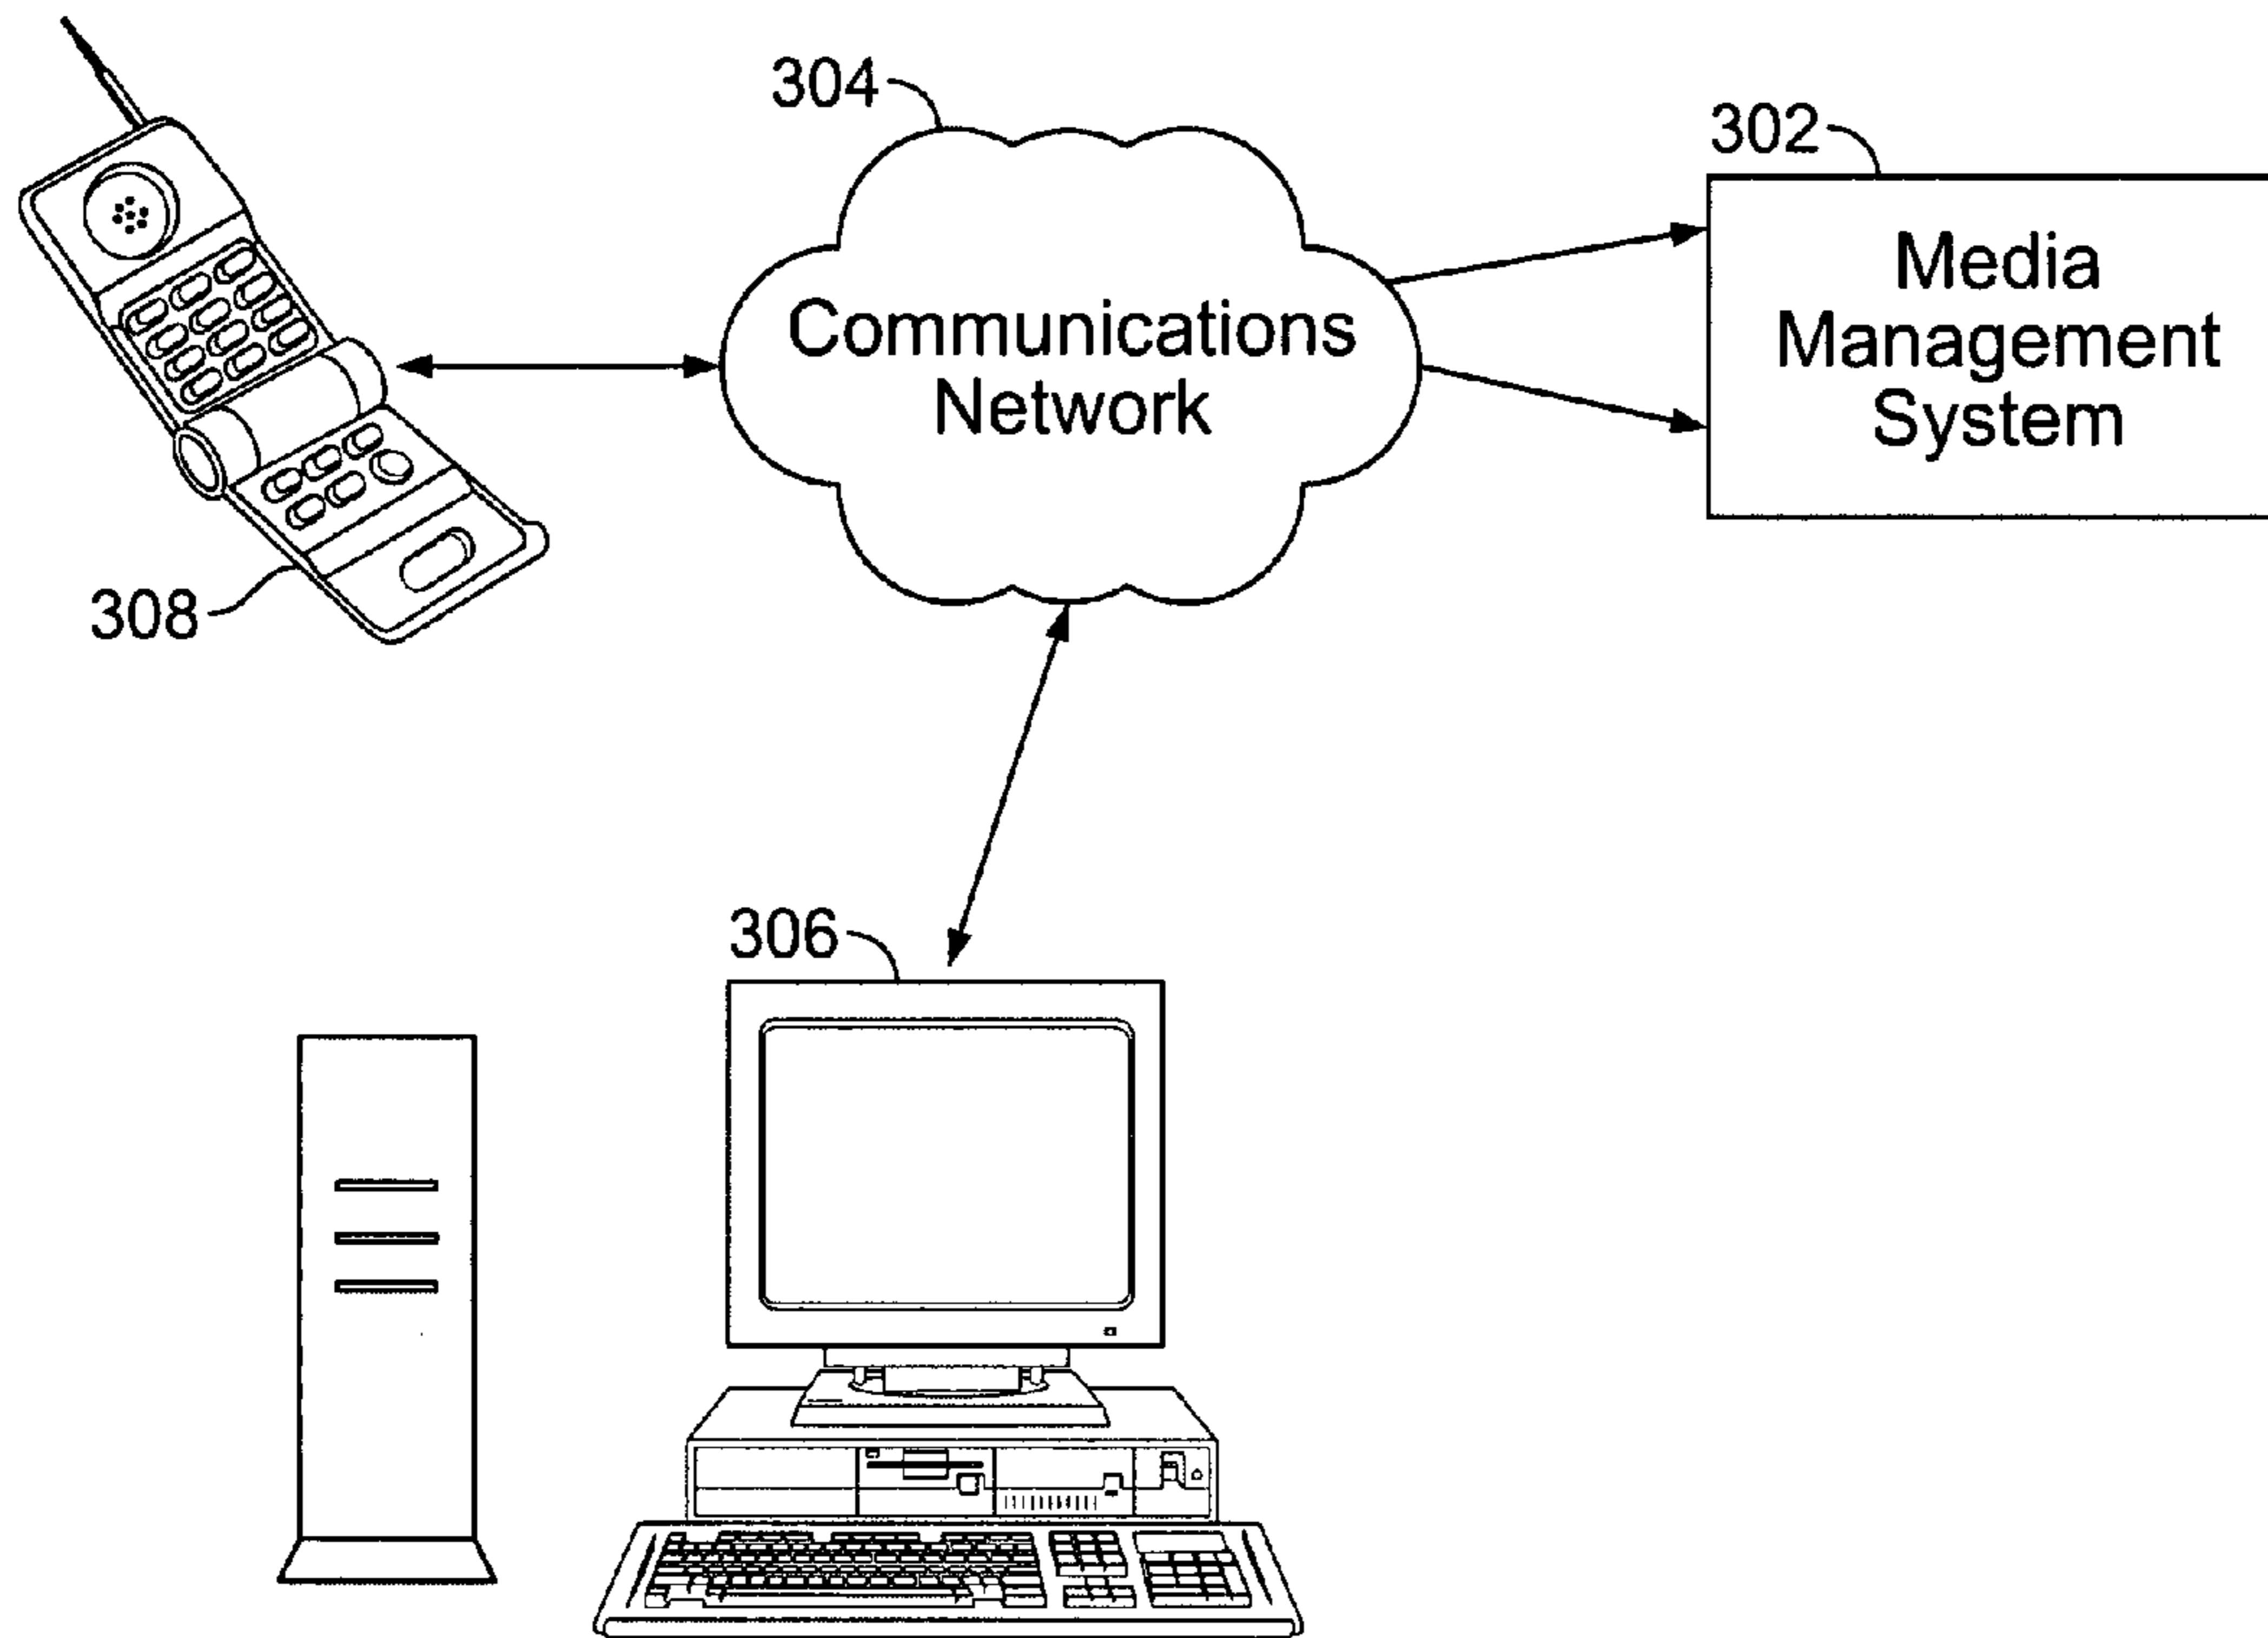 304
302
Communications
Network
Media
Management
System
308
306